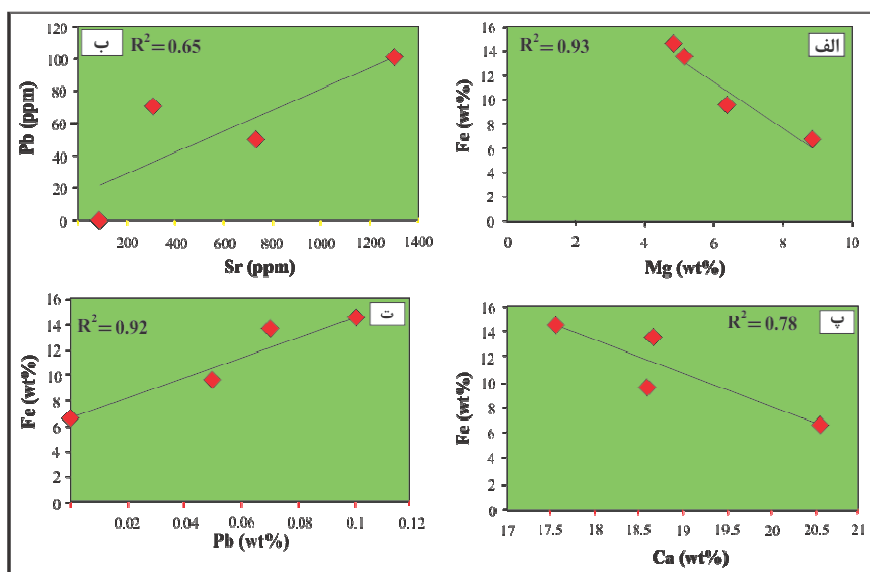 الف
R²=0.93
Fe (wt%)
16
14
12
10
8
6
4
2
0
0 2 4 6 8 10
Mg (wt%)
ب
R²=0.65
Pb (ppm)
120
100
80
60
40
20
0
200 400 600 800 1000 1200 1400
Sr (ppm)
پ
R²=0.78
Fe (wt%)
16
14
12
10
8
6
4
2
0
17 17.5 18 18.5 19 19.5 20 20.5 21
Ca (wt%)
ت
R²=0.92
Fe (wt%)
16
14
12
10
8
6
4
2
0
0.02 0.04 0.06 0.08 0.1 0.12
Pb (wt%)